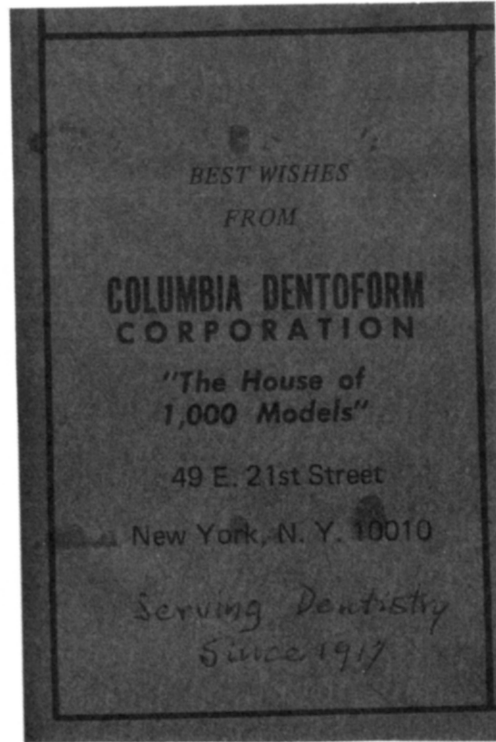 BEST WISHES
FROM
COLUMBIA DENTOFORM
CORPORATION
"The House of
1,000 Models"
49 E. 21st Street
New York, N. Y. 10010
Serving Dentistry
Since 1917